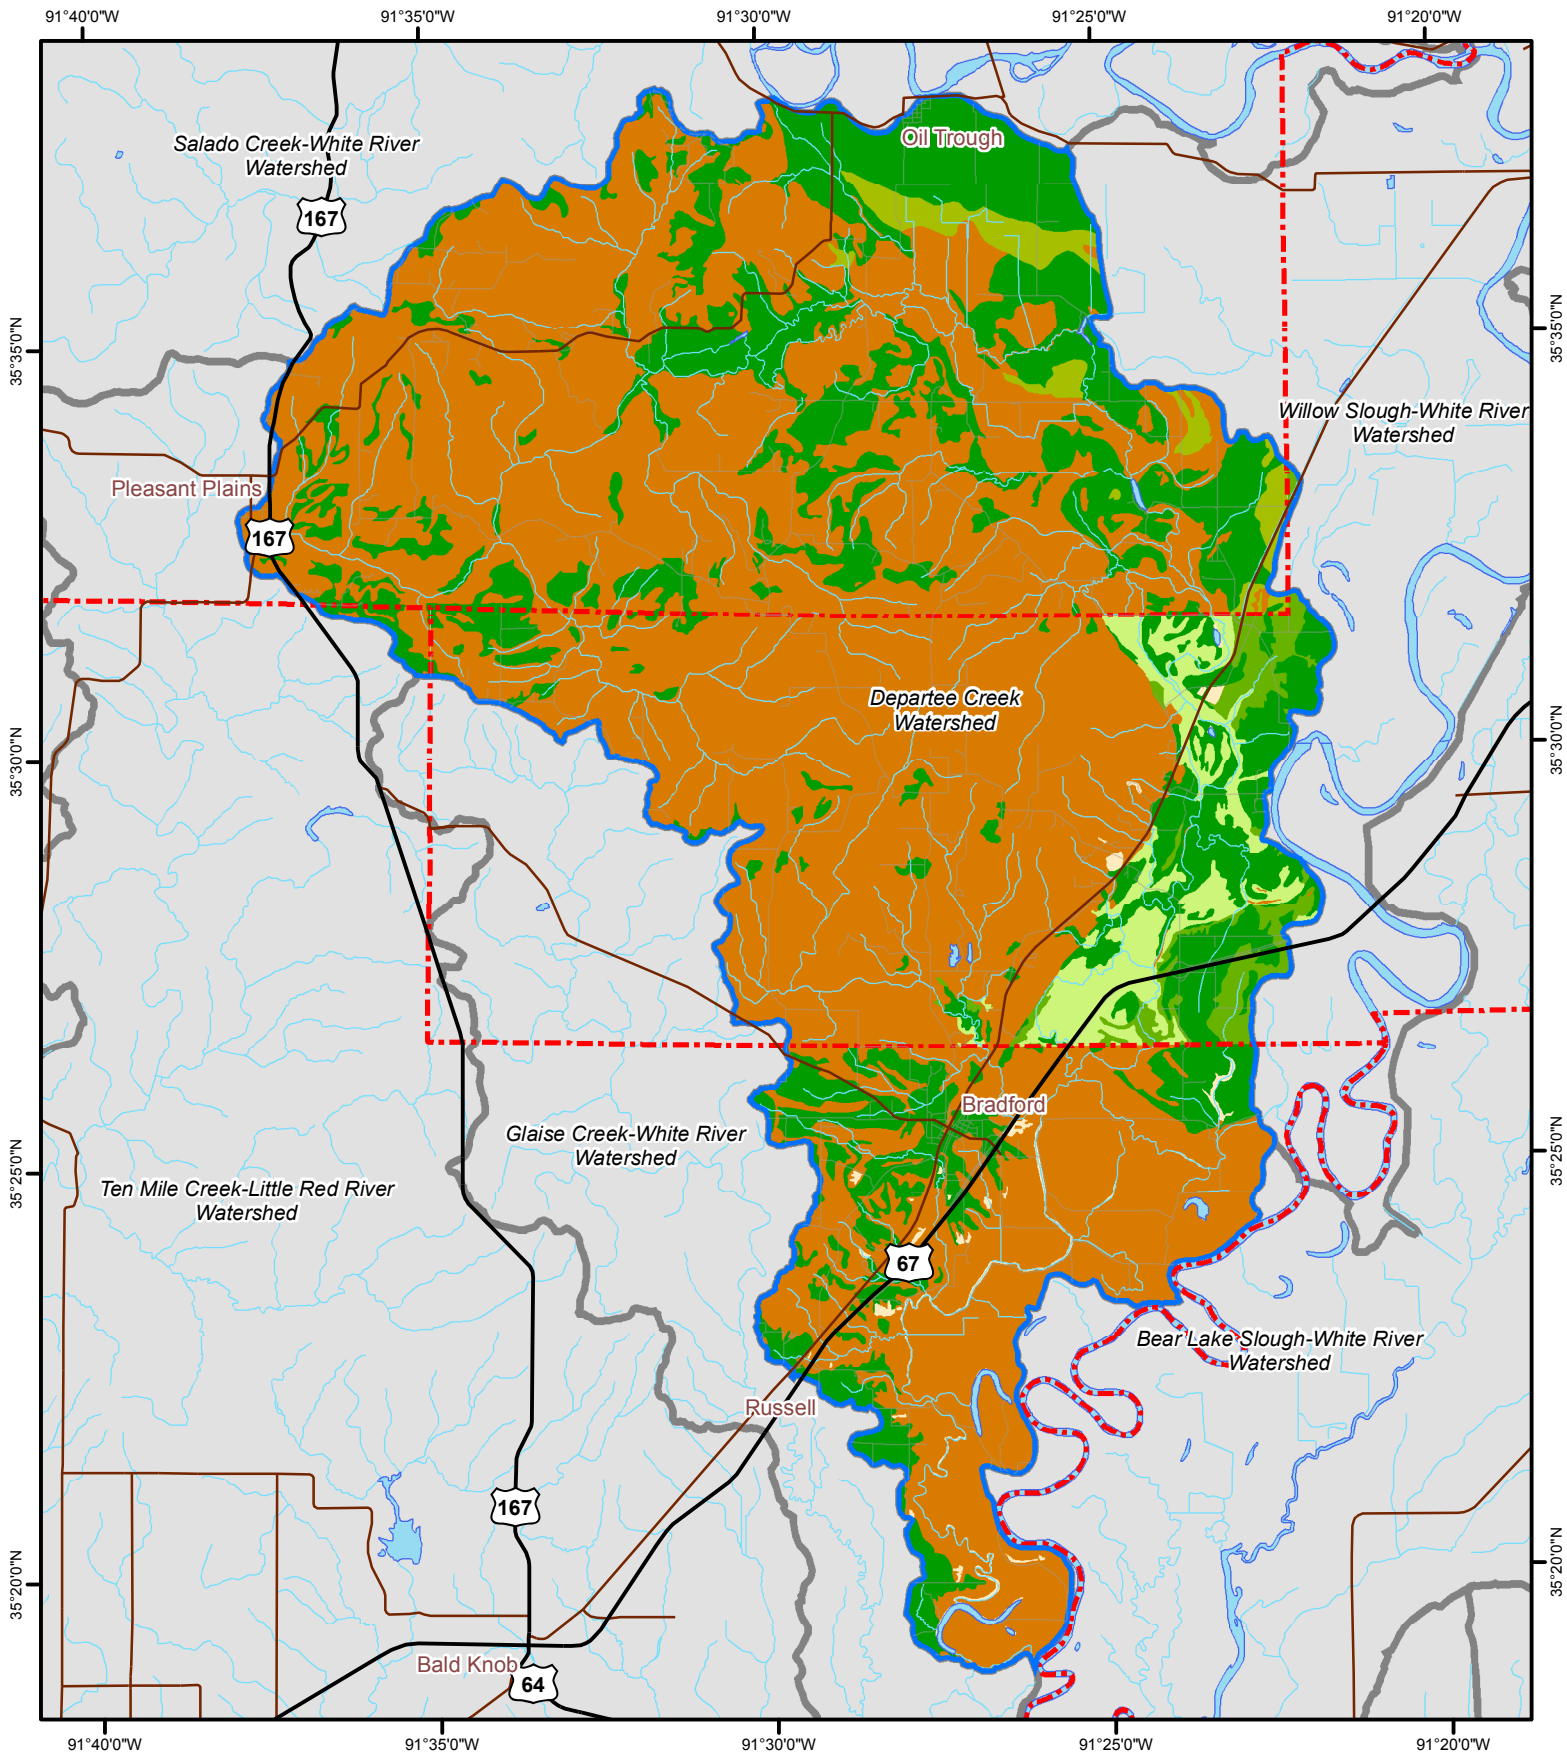 91°40'0"W
91°35'0"W
91°30'0"W
91°25'0"W
91°20'0"W
Oil Trough
Salado Creek-White River
Watershed
167
35°35'0"N
35°35'0"N
Willow Slough-White River
Watershed
Pleasant Plains
167
Departee Creek
Watershed
35°30'0"N
35°30'0"N
Bradford
Glaise Creek-White River
Watershed
35°25'0"N
35°25'0"N
Ten Mile Creek-Little Red River
Watershed
67
Bear Lake Slough-White River
Watershed
Russell
167
35°20'0"N
35°20'0"N
Bald Knob
64
91°40'0"W
91°35'0"W
91°30'0"W
91°25'0"W
91°20'0"W